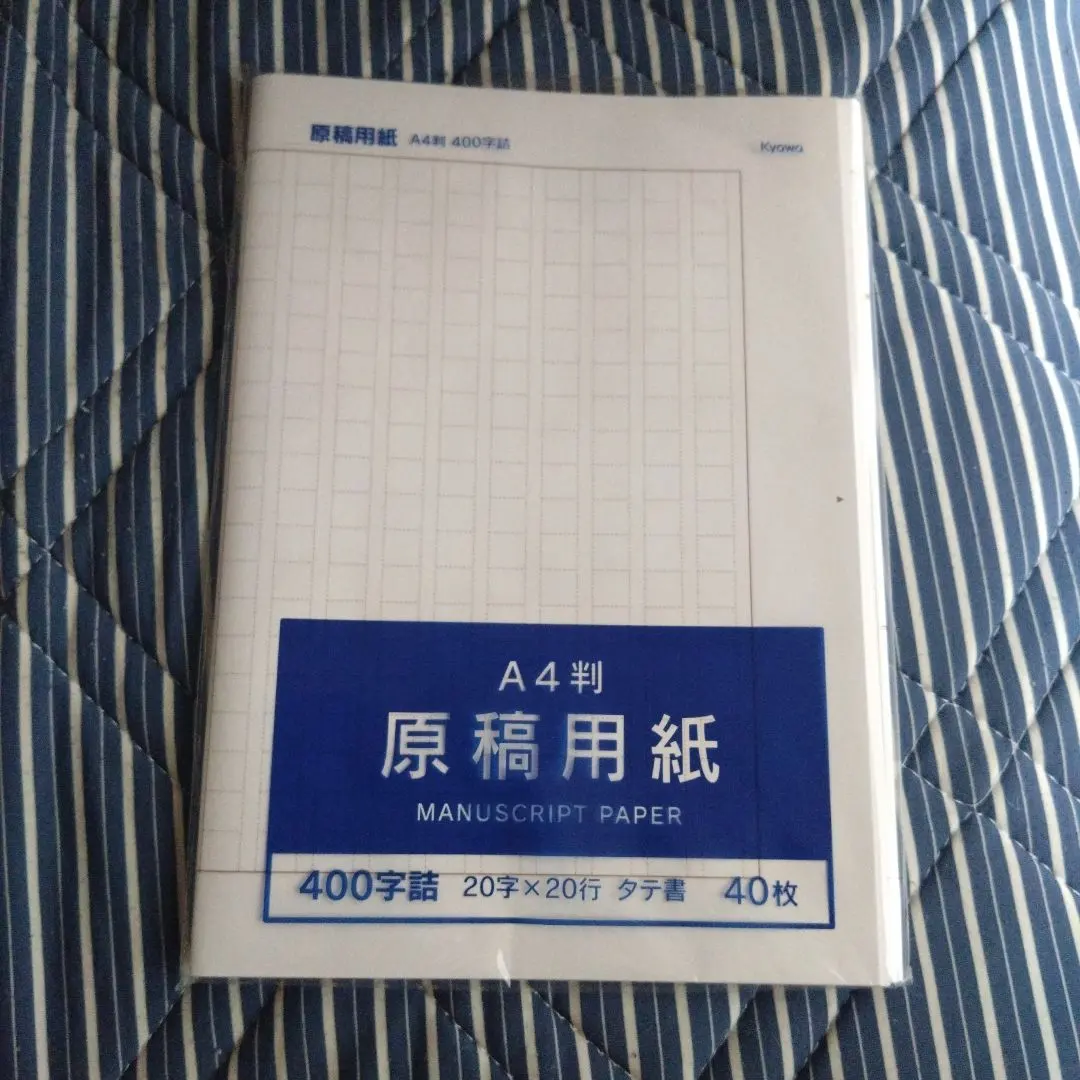 原稿用紙 A4判 400字詰 Kyowa
A4判
原稿用紙
MANUSCRIPT PAPER
400字詰 20字×20行 タテ書 40枚